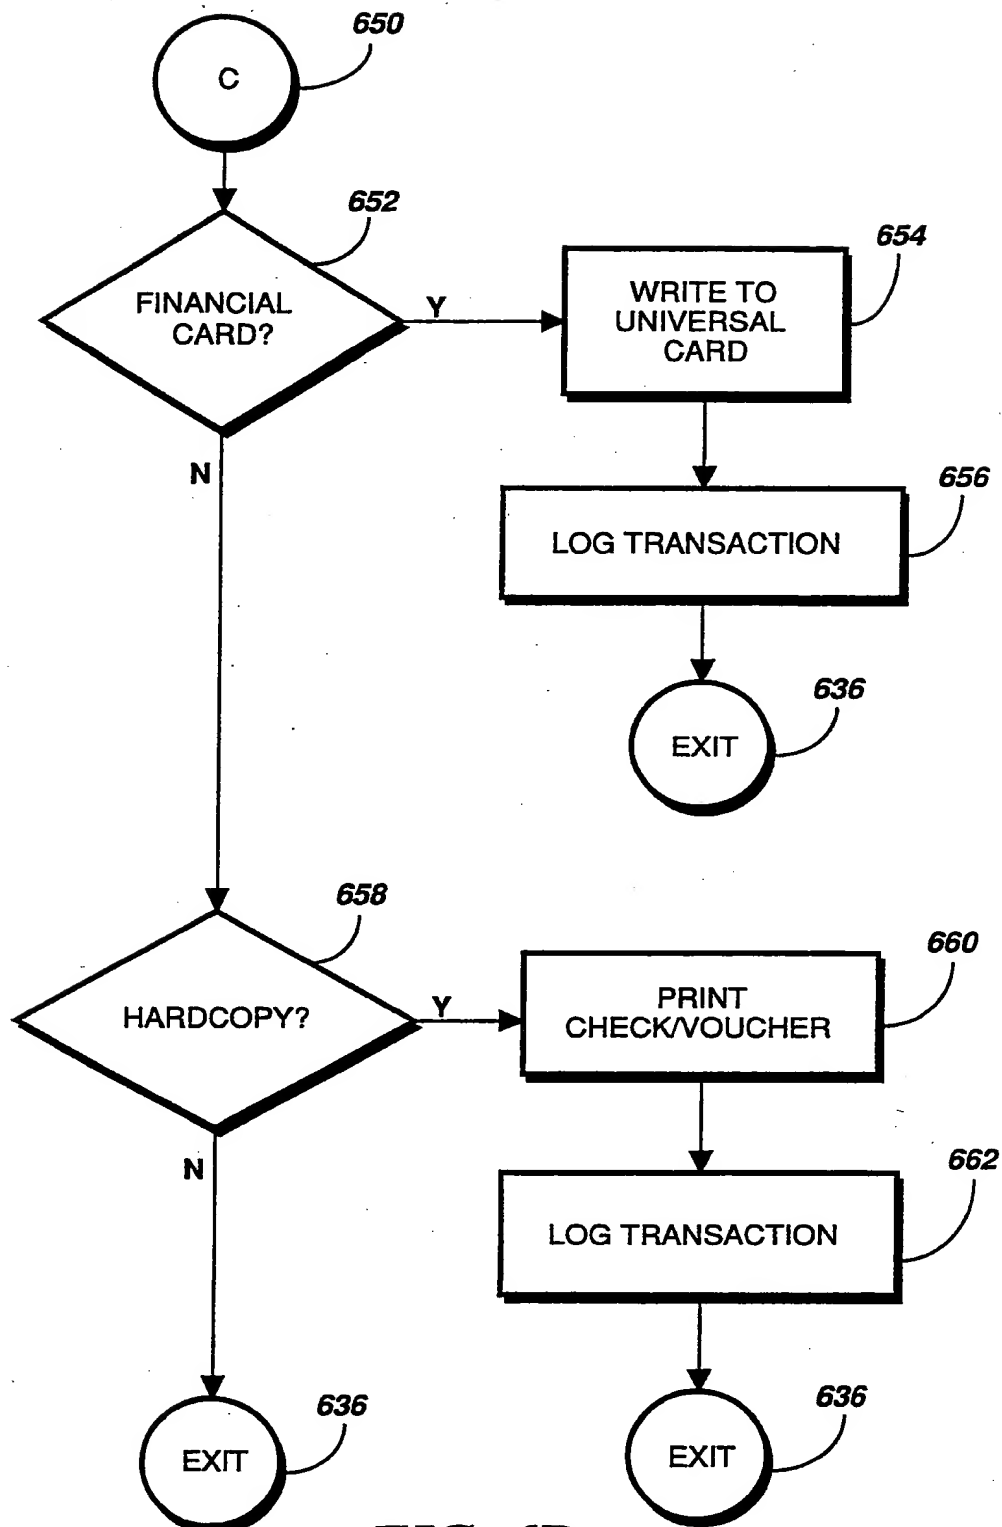 650
C
652
FINANCIAL
CARD?
Y
654
WRITE TO
UNIVERSAL
CARD
N
656
LOG TRANSACTION
636
EXIT
658
HARDCOPY?
Y
660
PRINT
CHECK/VOUCHER
N
662
LOG TRANSACTION
636
EXIT
636
EXIT